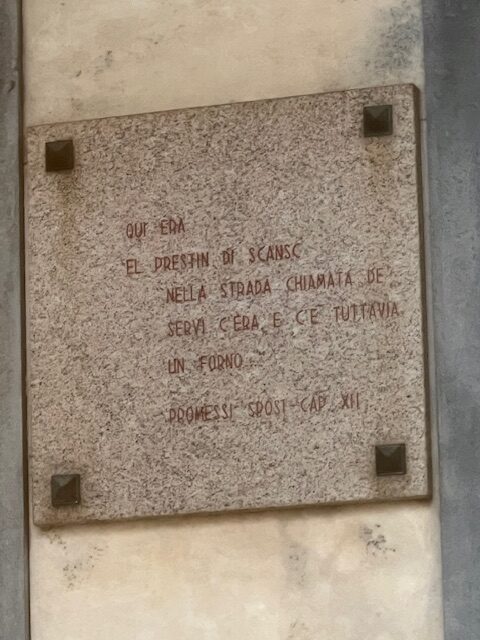 QUI ERA
EL PRESTIN DI SCANSC
NELLA STRADA CHIAMATA DE'
SERVI C'ERA, E C'E TUTTAVIA
UN FORNO...
PROMESSI SPOSI-CAP. XII